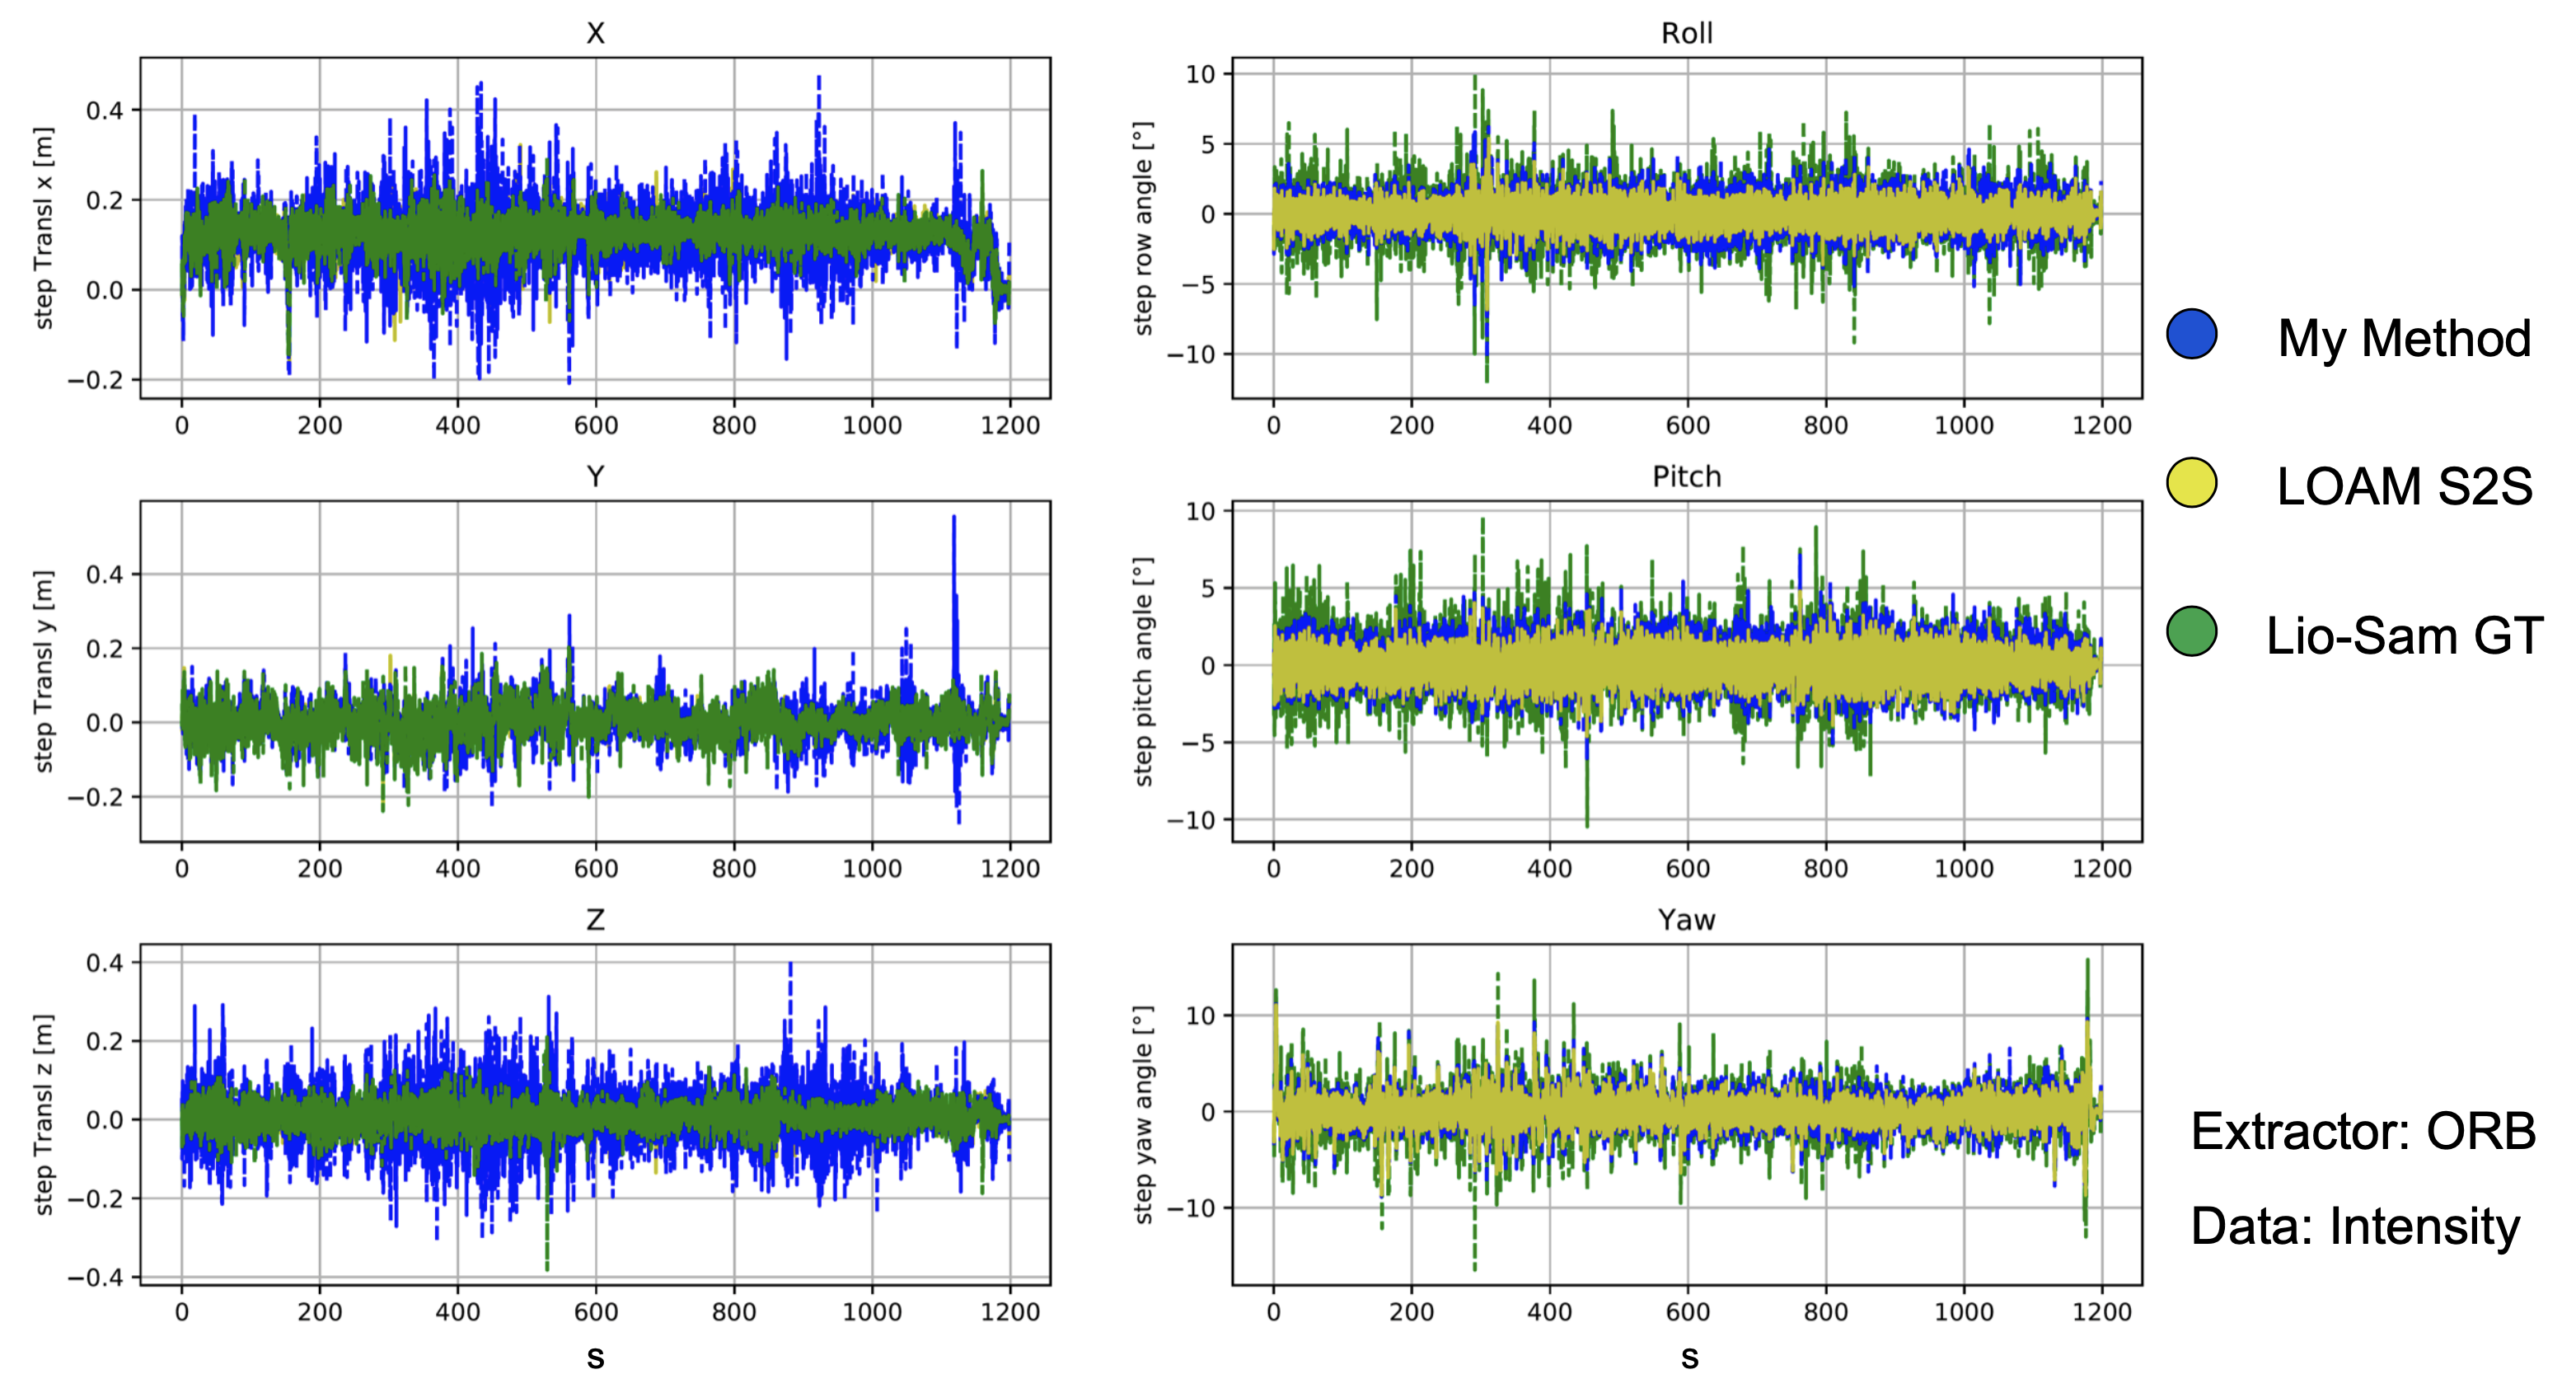 X
step Transl x [m]
0.4
0.2
0.0
−0.2
0 200 400 600 800 1000 1200
Roll
step row angle [°]
10
5
0
−5
−10
0 200 400 600 800 1000 1200
Y
step Transl y [m]
0.4
0.2
0.0
−0.2
0 200 400 600 800 1000 1200
Pitch
step pitch angle [°]
10
5
0
−5
−10
0 200 400 600 800 1000 1200
Z
step Transl z [m]
0.4
0.2
0.0
−0.2
−0.4
0 200 400 600 800 1000 1200
s
Yaw
step yaw angle [°]
10
0
−10
0 200 400 600 800 1000 1200
s
My Method
LOAM S2S
Lio-Sam GT
Extractor: ORB
Data: Intensity